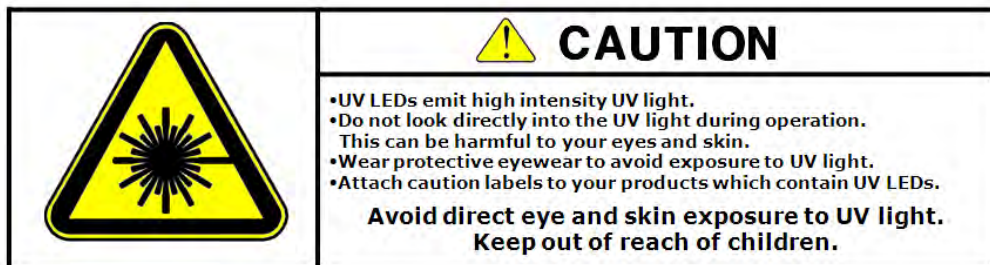 CAUTION
•UV LEDs emit high intensity UV light.
•Do not look directly into the UV light during operation.
This can be harmful to your eyes and skin.
•Wear protective eyewear to avoid exposure to UV light.
•Attach caution labels to your products which contain UV LEDs.
Avoid direct eye and skin exposure to UV light.
Keep out of reach of children.